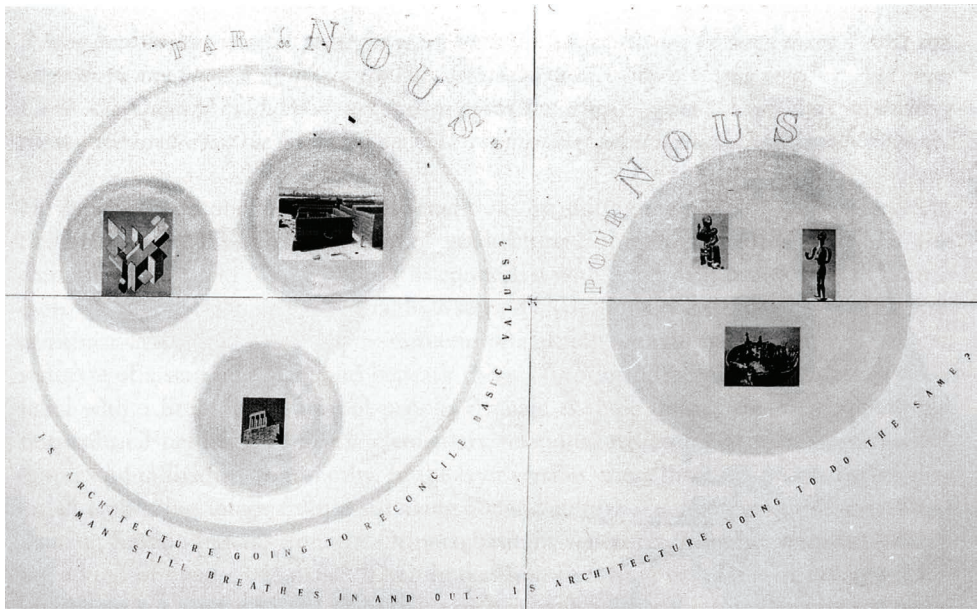 PAR NOUS
POUR NOUS
IS ARCHITECTURE GOING TO RECONCILE BASIC VALUES?
MAN STILL BREATHES IN AND OUT. IS ARCHITECTURE GOING TO DO THE SAME?